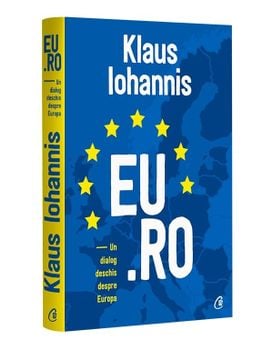 EU
.RO
Un
dialog
deschis
despre
Europa
Klaus Iohannis
Klaus
Iohannis
EU
.RO
Un
dialog
deschis
despre
Europa